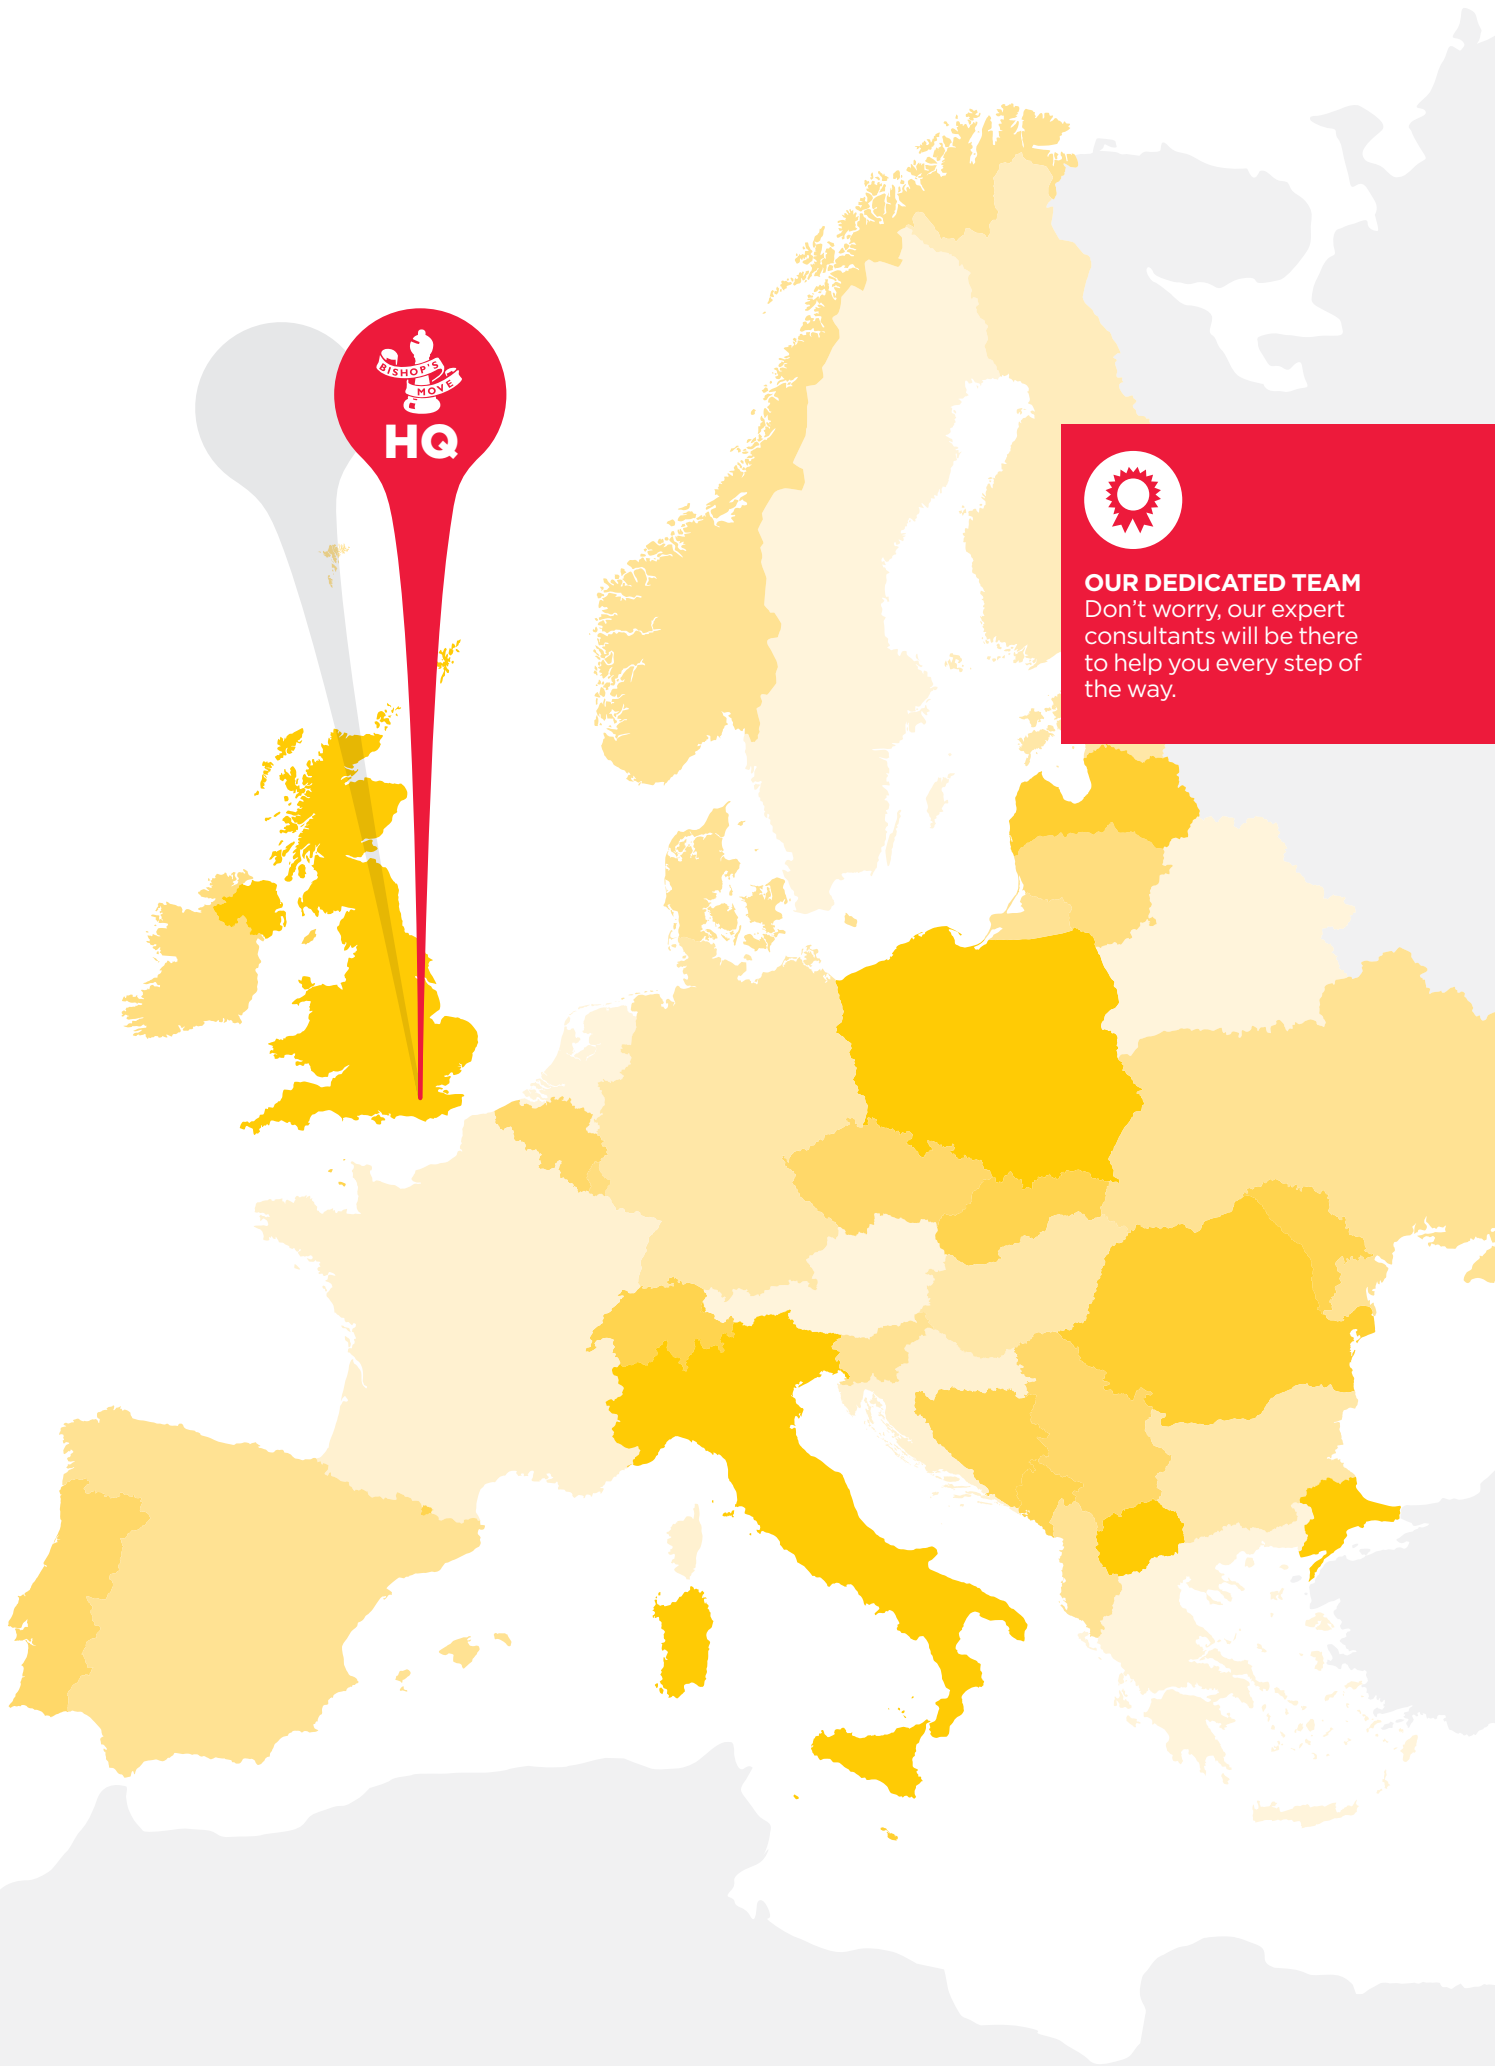 BISHOP'S
MOVE
HQ
OUR DEDICATED TEAM
Don’t worry, our expert
consultants will be there
to help you every step of
the way.